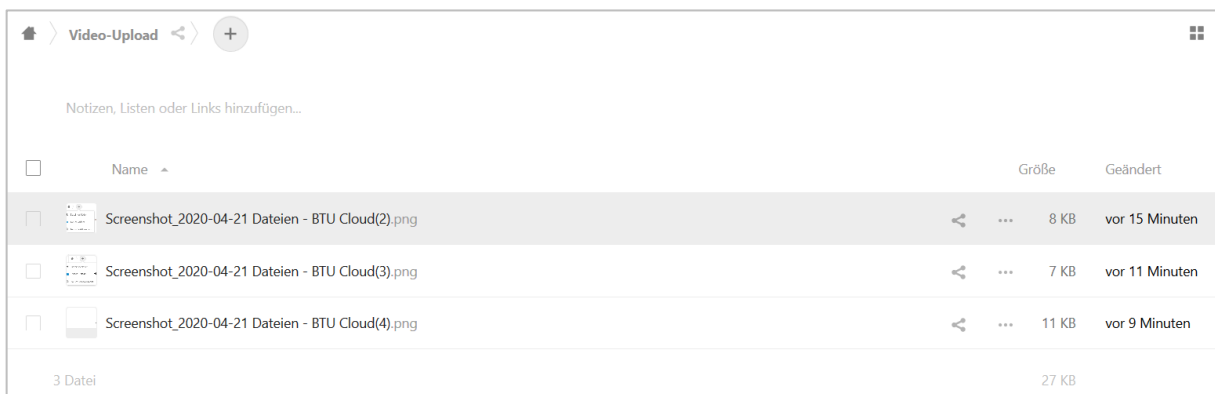 Video-Upload
Notizen, Listen oder Links hinzufügen...
Name Größe Geändert
Screenshot_2020-04-21 Dateien - BTU Cloud(2).png 8 KB vor 15 Minuten
Screenshot_2020-04-21 Dateien - BTU Cloud(3).png 7 KB vor 11 Minuten
Screenshot_2020-04-21 Dateien - BTU Cloud(4).png 11 KB vor 9 Minuten
3 Datei 27 KB